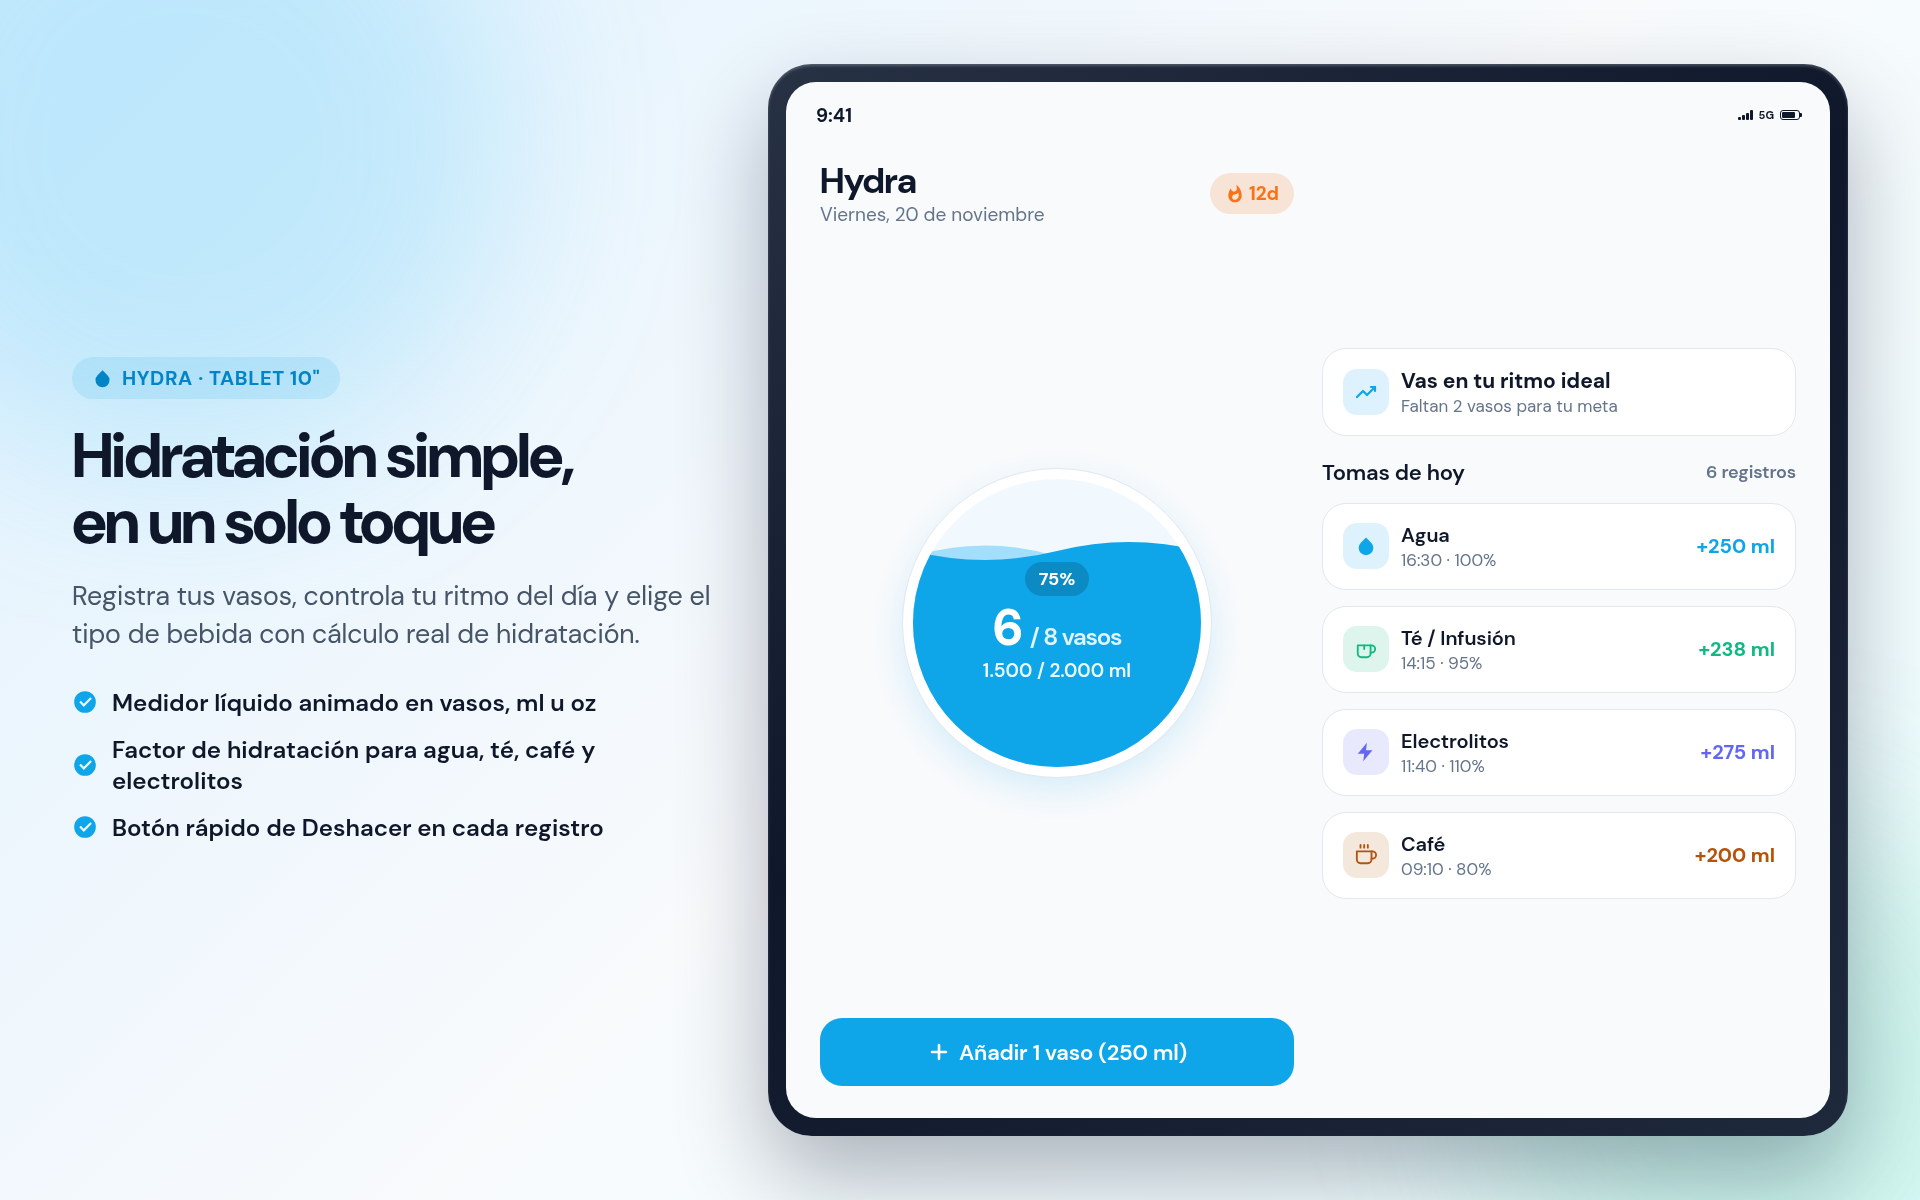 HYDRA · TABLET 10"
Hidratación simple,
en un solo toque
Registra tus vasos, controla tu ritmo del día y elige el
tipo de bebida con cálculo real de hidratación.
Medidor líquido animado en vasos, ml u oz
Factor de hidratación para agua, té, café y
electrolitos
Botón rápido de Deshacer en cada registro
9:41
5G
Hydra
Viernes, 20 de noviembre
12d
75%
6 / 8 vasos
1.500 / 2.000 ml
Añadir 1 vaso (250 ml)
Vas en tu ritmo ideal
Faltan 2 vasos para tu meta
Tomas de hoy
6 registros
Agua
16:30 · 100%
+250 ml
Té / Infusión
14:15 · 95%
+238 ml
Electrolitos
11:40 · 110%
+275 ml
Café
09:10 · 80%
+200 ml